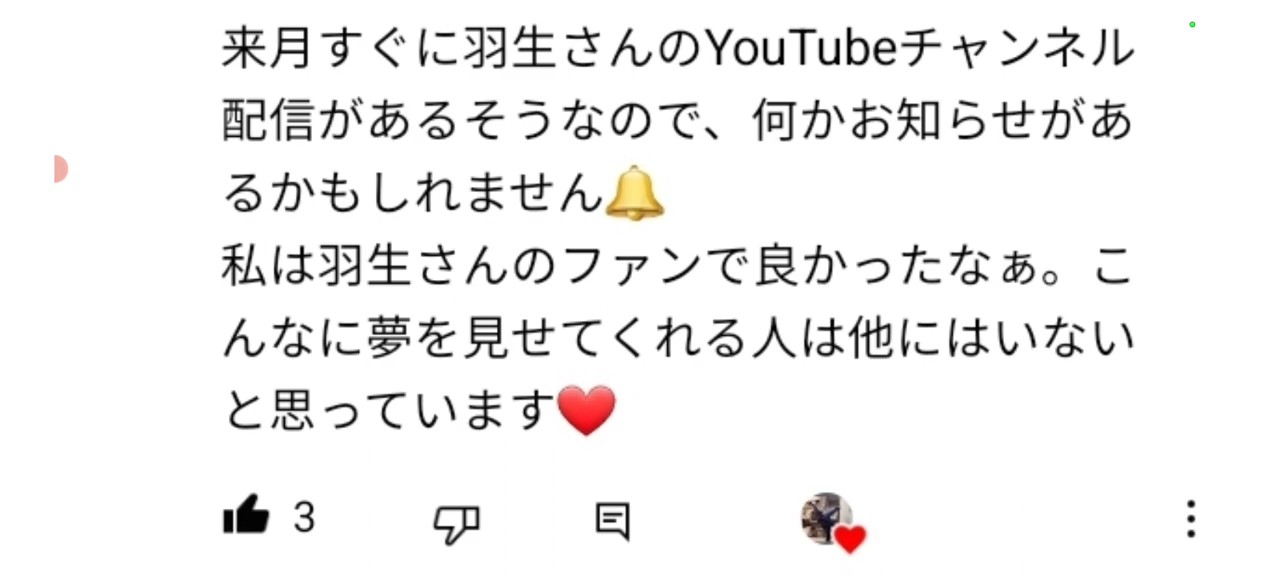 来月すぐに羽生さんのYouTubeチャンネル
配信があるそうなので、何かお知らせがあ
るかもしれません🔔
私は羽生さんのファンで良かったなぁ。こ
んなに夢を見せてくれる人は他にはいない
と思っています❤️
3